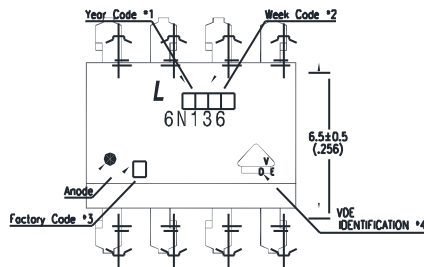 Year Code *1
Week Code *2
L
6N136
6.5±0.5
(.256)
V
D E
Anode
Factory Code *3
VDE
IDENTIFICATION *4